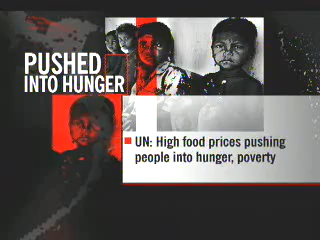 PUSHED
INTO HUNGER
UN: High food prices pushing
people into hunger, poverty